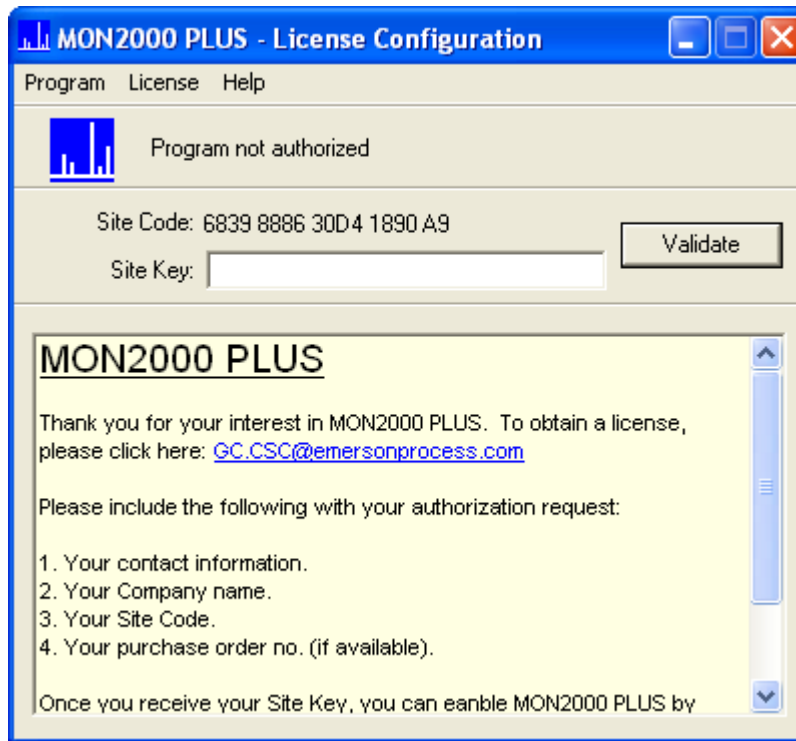 MON2000 PLUS - License Configuration
Program License Help
Program not authorized
Site Code: 6839 8886 30D4 1890 A9
Site Key:
Validate
MON2000 PLUS
Thank you for your interest in MON2000 PLUS. To obtain a license,
please click here: GC.CSC@emersonprocess.com
Please include the following with your authorization request:
1. Your contact information.
2. Your Company name.
3. Your Site Code.
4. Your purchase order no. (if available).
Once you receive your Site Key, you can eanble MON2000 PLUS by